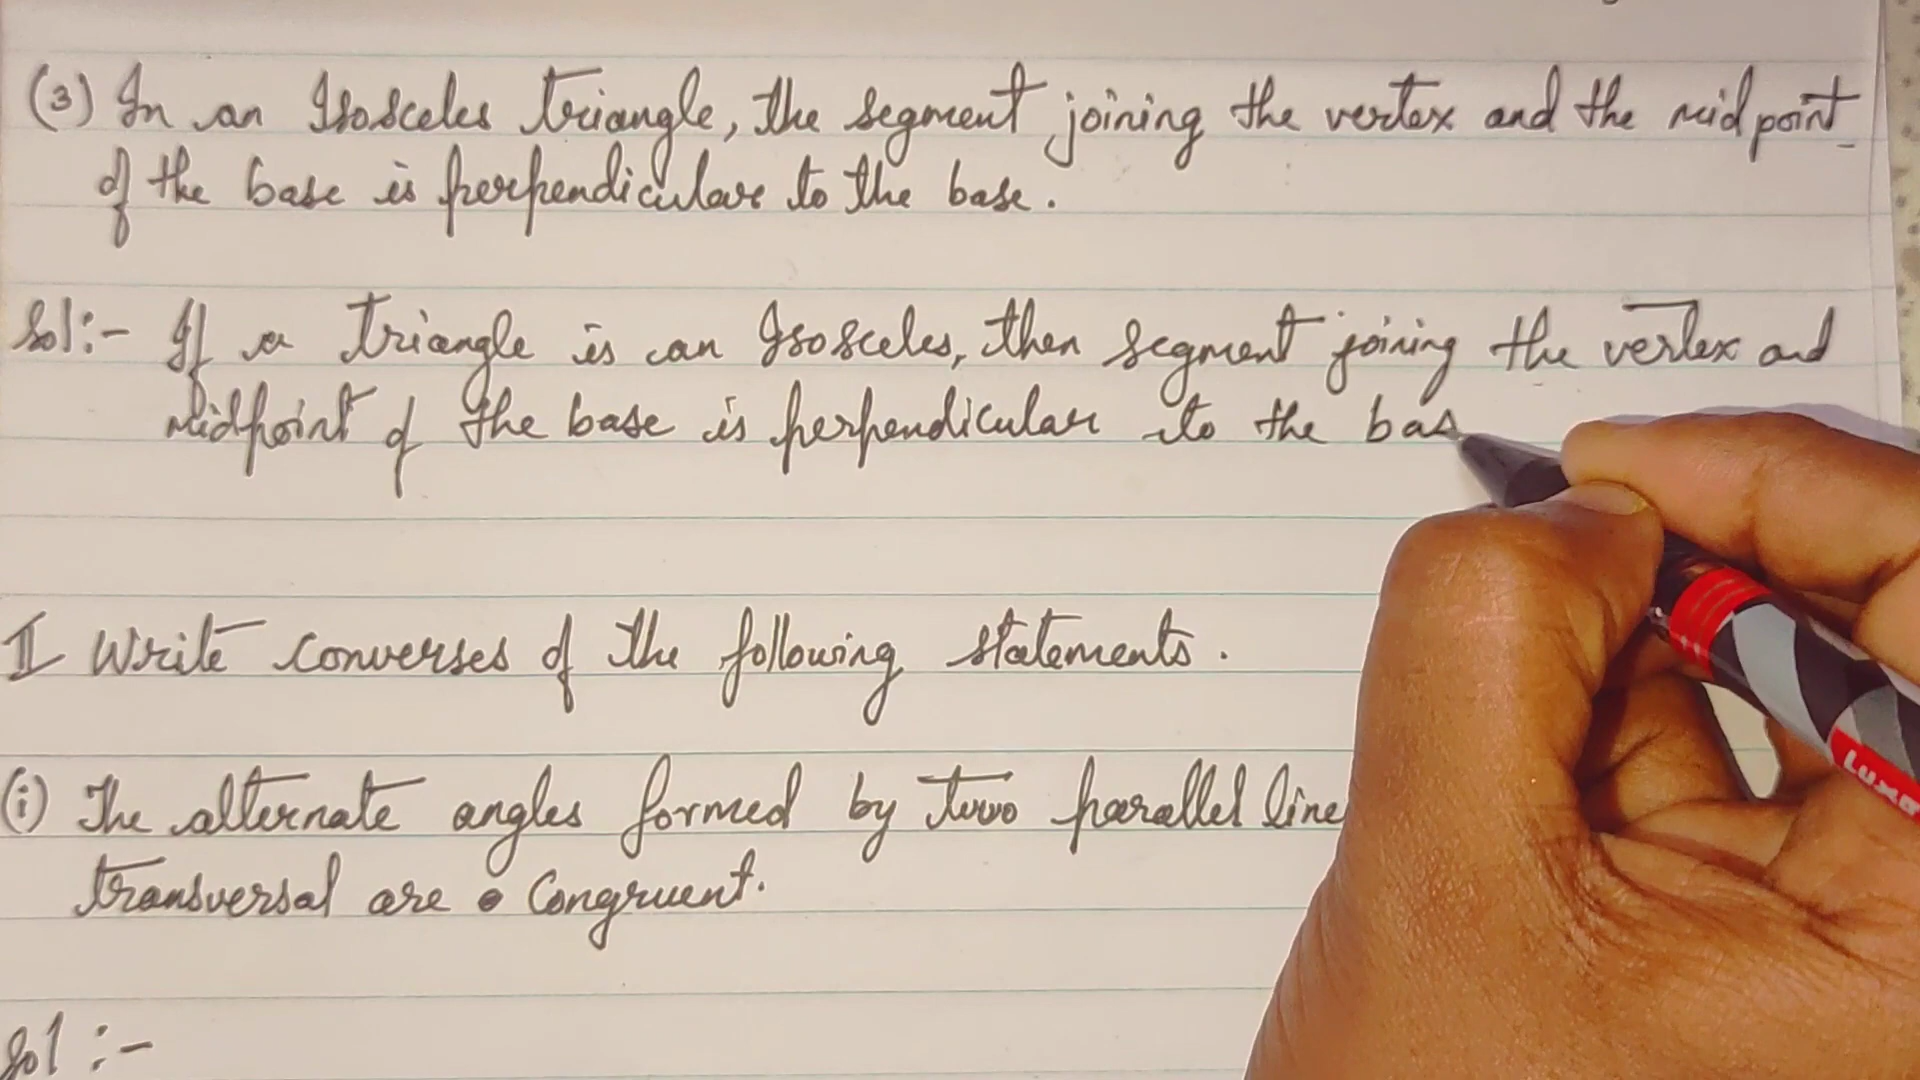 (3) In an Isosceles triangle, the segment joining the vertex and the midpoint
of the base is perpendicular to the base.
Sol:- If a triangle is an Isosceles, then segment joining the vertex and
midpoint of the base is perpendicular to the bas
II Write converses of the following statements.
(i) The alternate angles formed by two parallel line
transversal are congruent.
Sol :-
LUXO